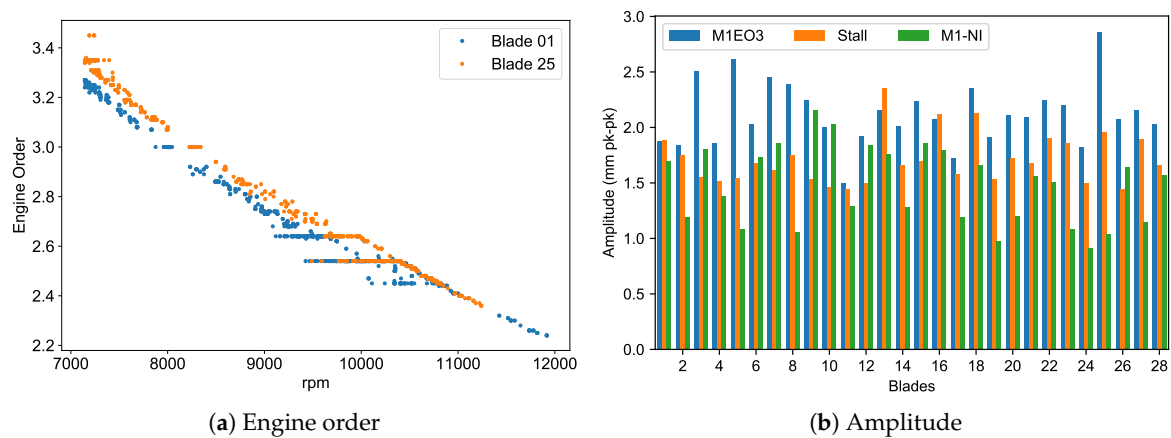 3.4
3.2
3.0
2.8
2.6
2.4
2.2
Engine Order
7000 8000 9000 10000 11000 12000
rpm
Blade 01
Blade 25
(a) Engine order
3.0
2.5
2.0
1.5
1.0
0.5
0.0
Amplitude (mm pk-pk)
M1EO3 Stall M1-NI
2 4 6 8 10 12 14 16 18 20 22 24 26 28
Blades
(b) Amplitude